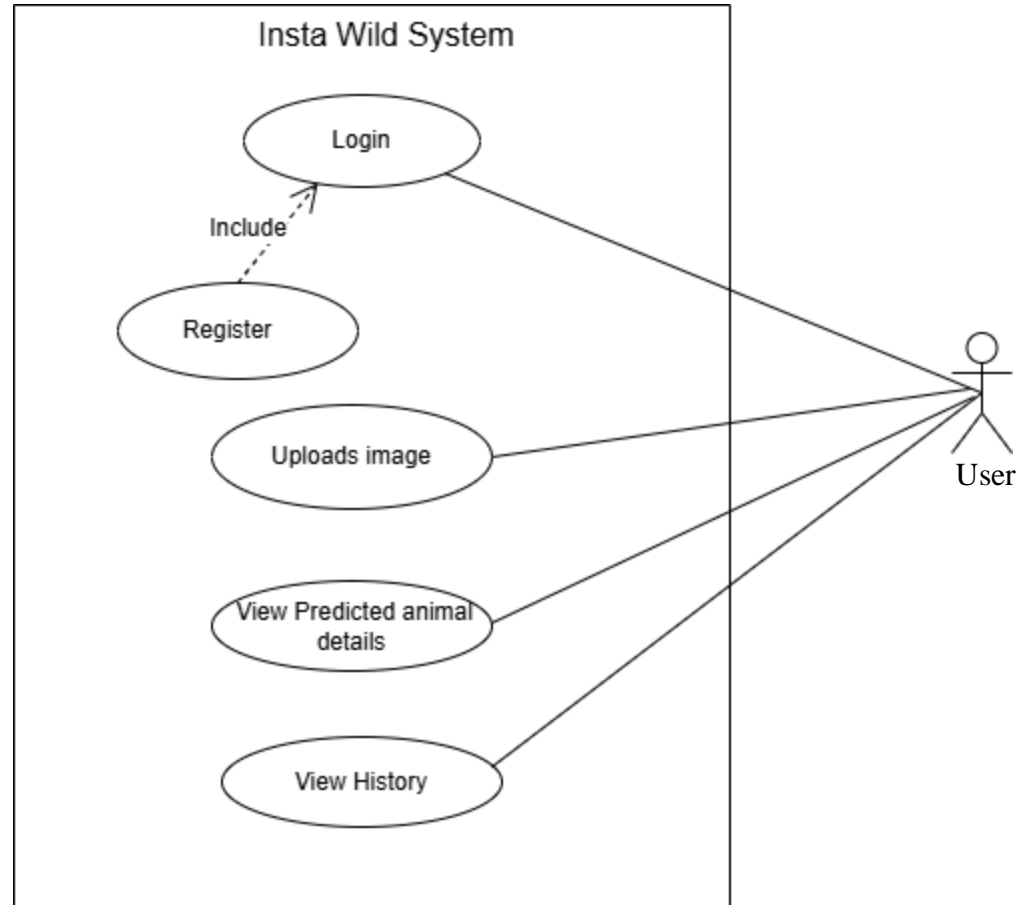 Insta Wild System
Login
Include
Register
Uploads image
User
View Predicted animal
details
View History